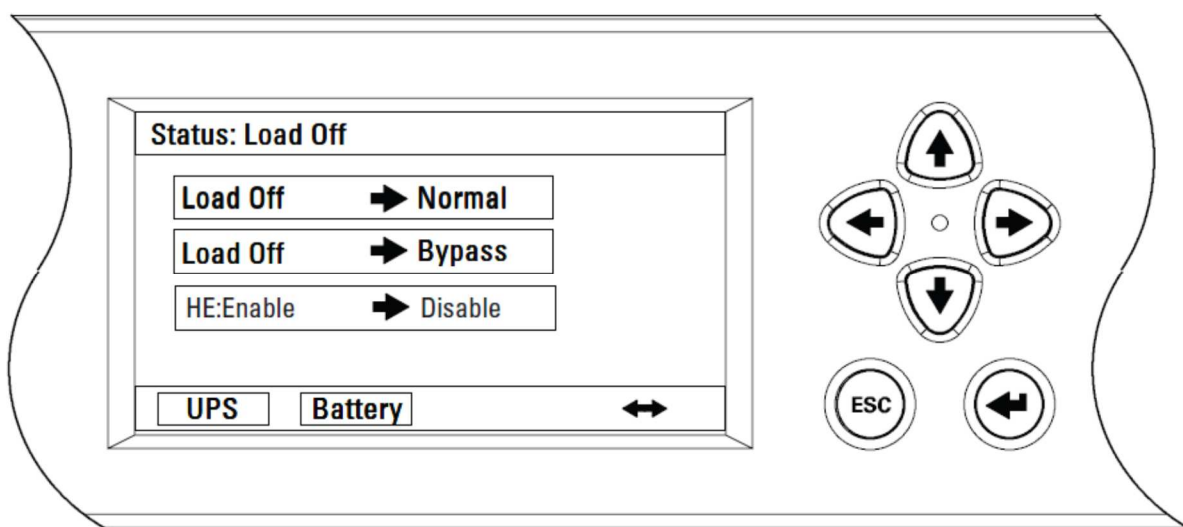 Status: Load Off
Load Off → Normal
Load Off → Bypass
HE:Enable → Disable
UPS Battery ↔
ESC